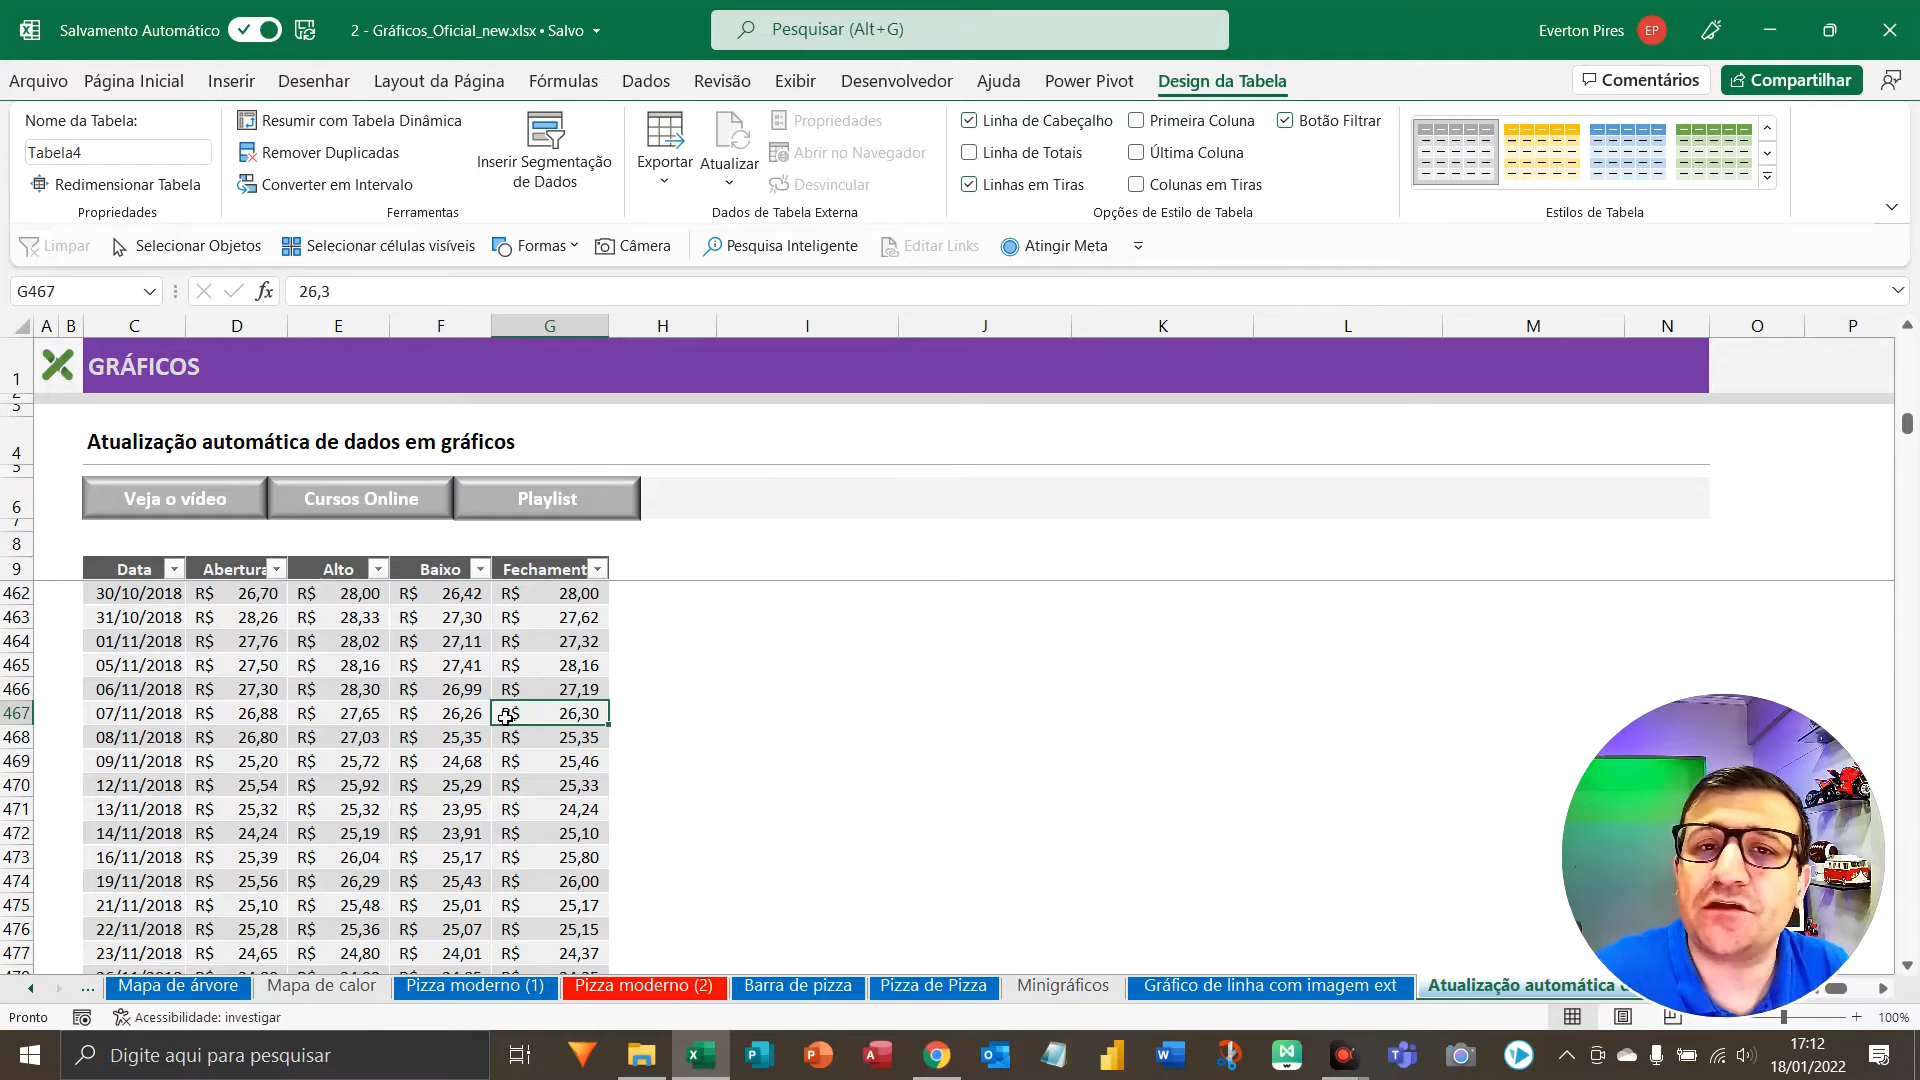 Salvamento Automático
2 - Gráficos_Oficial_new.xlsx • Salvo
Pesquisar (Alt+G)
Everton Pires
EP
Arquivo Página Inicial Inserir Desenhar Layout da Página Fórmulas Dados Revisão Exibir Desenvolvedor Ajuda Power Pivot Design da Tabela
Comentários
Compartilhar
Nome da Tabela:
Tabela4
Redimensionar Tabela
Propriedades
Resumir com Tabela Dinâmica
Remover Duplicadas
Converter em Intervalo
Inserir Segmentação
de Dados
Ferramentas
Exportar
Atualizar
Propriedades
Abrir no Navegador
Desvincular
Dados de Tabela Externa
Linha de Cabeçalho
Linha de Totais
Linhas em Tiras
Primeira Coluna
Última Coluna
Colunas em Tiras
Botão Filtrar
Opções de Estilo de Tabela
Estilos de Tabela
Limpar Selecionar Objetos Selecionar células visíveis Formas Câmera Pesquisa Inteligente Editar Links Atingir Meta
G467 fx 26,3
A B C D E F G H I J K L M N O P
1 GRÁFICOS
2
3
4 Atualização automática de dados em gráficos
5
6 Veja o vídeo Cursos Online Playlist
7
8
9 Data Abertura Alto Baixo Fechament
462 30/10/2018 R$ 26,70 R$ 28,00 R$ 26,42 R$ 28,00
463 31/10/2018 R$ 28,26 R$ 28,33 R$ 27,30 R$ 27,62
464 01/11/2018 R$ 27,76 R$ 28,02 R$ 27,11 R$ 27,32
465 05/11/2018 R$ 27,50 R$ 28,16 R$ 27,41 R$ 28,16
466 06/11/2018 R$ 27,30 R$ 28,30 R$ 26,99 R$ 27,19
467 07/11/2018 R$ 26,88 R$ 27,65 R$ 26,26 R$ 26,30
468 08/11/2018 R$ 26,80 R$ 27,03 R$ 25,35 R$ 25,35
469 09/11/2018 R$ 25,20 R$ 25,72 R$ 24,68 R$ 25,46
470 12/11/2018 R$ 25,54 R$ 25,92 R$ 25,29 R$ 25,33
471 13/11/2018 R$ 25,32 R$ 25,32 R$ 23,95 R$ 24,24
472 14/11/2018 R$ 24,24 R$ 25,19 R$ 23,91 R$ 25,10
473 16/11/2018 R$ 25,39 R$ 26,04 R$ 25,17 R$ 25,80
474 19/11/2018 R$ 25,56 R$ 26,29 R$ 25,43 R$ 26,00
475 21/11/2018 R$ 25,10 R$ 25,48 R$ 25,01 R$ 25,17
476 22/11/2018 R$ 25,28 R$ 25,36 R$ 25,07 R$ 25,15
477 23/11/2018 R$ 24,65 R$ 24,80 R$ 24,01 R$ 24,37
... Mapa de árvore Mapa de calor Pizza moderno (1) Pizza moderno (2) Barra de pizza Pizza de Pizza Minigráficos Gráfico de linha com imagem ext Atualização automática
Pronto Acessibilidade: investigar
100%
Digite aqui para pesquisar
17:12
18/01/2022